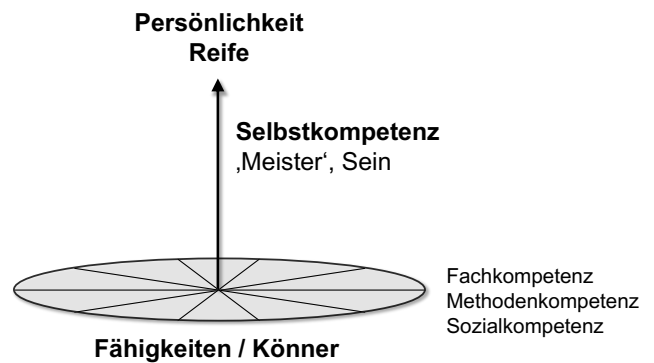 Persönlichkeit
Reife
Selbstkompetenz
‚Meister‘, Sein
Fachkompetenz
Methodenkompetenz
Sozialkompetenz
Fähigkeiten / Könner